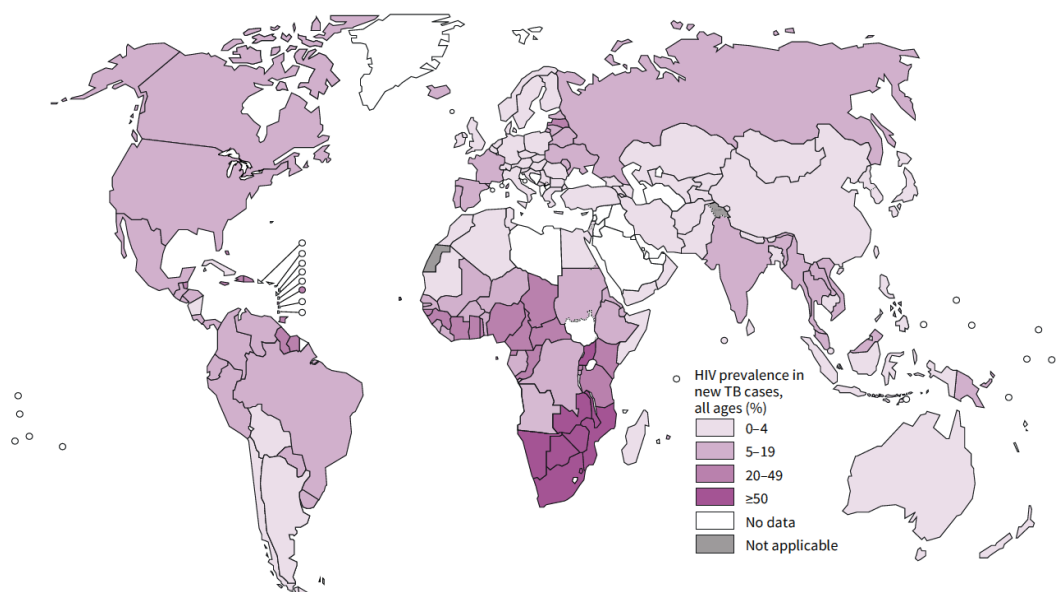 HIV prevalence in
new TB cases,
all ages (%)
0–4
5–19
20–49
≥50
No data
Not applicable